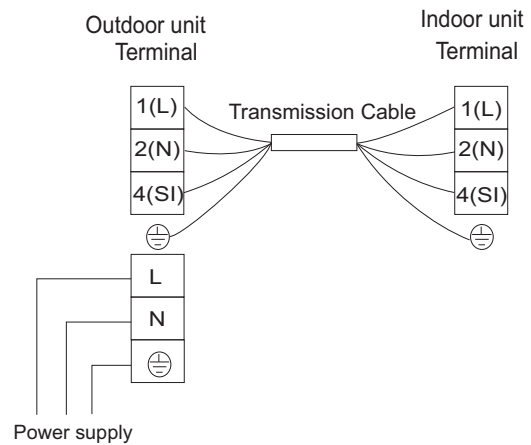 Outdoor unit
Terminal
Indoor unit
Terminal
Transmission Cable
1(L)
2(N)
4(SI)
1(L)
2(N)
4(SI)
L
N
Power supply